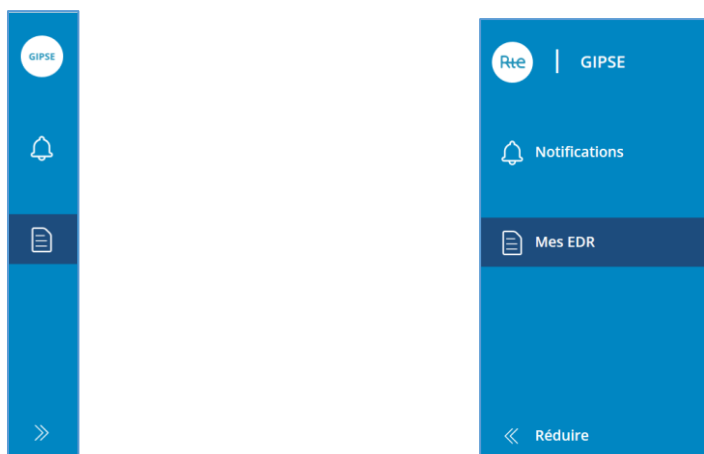 GIPSE
Rte | GIPSE
Notifications
Mes EDR
Réduire